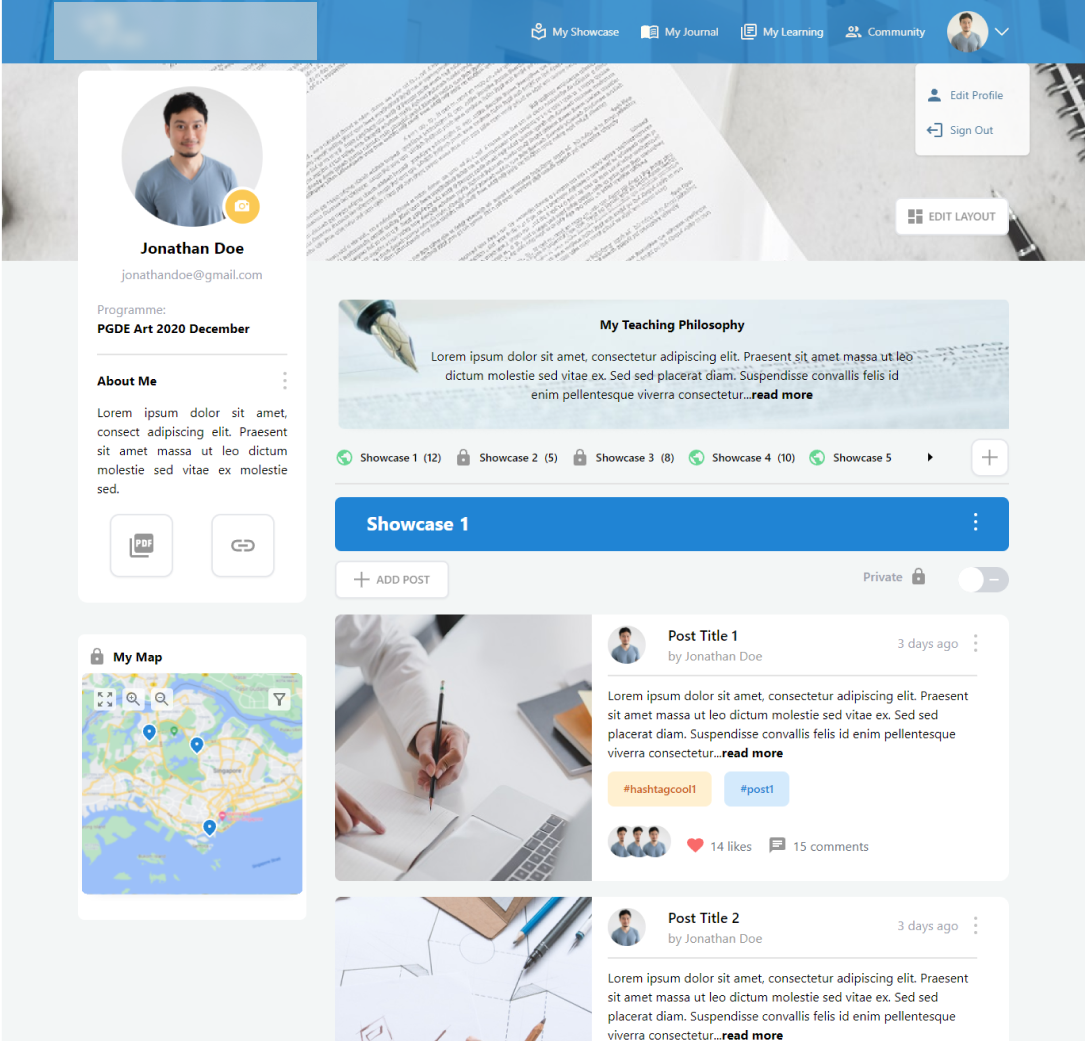 My Showcase
My Journal
My Learning
Community
Edit Profile
Sign Out
EDIT LAYOUT
Jonathan Doe
jonathandoe@gmail.com
Programme:
PGDE Art 2020 December
About Me
Lorem ipsum dolor sit amet,
consect adipiscing elit. Praesent
sit amet massa ut leo dictum
molestie sed vitae ex molestie
sed.
PDF
My Map
Singapore
My Teaching Philosophy
Lorem ipsum dolor sit amet, consectetur adipiscing elit. Praesent sit amet massa ut leo
dictum molestie sed vitae ex. Sed sed placerat diam. Suspendisse convallis felis id
enim pellentesque viverra consectetur...read more
Showcase 1 (12)
Showcase 2 (5)
Showcase 3 (8)
Showcase 4 (10)
Showcase 5
Showcase 1
ADD POST
Private
Post Title 1
by Jonathan Doe
3 days ago
Lorem ipsum dolor sit amet, consectetur adipiscing elit. Praesent
sit amet massa ut leo dictum molestie sed vitae ex. Sed sed
placerat diam. Suspendisse convallis felis id enim pellentesque
viverra consectetur...read more
#hashtagcool1
#post1
14 likes
15 comments
Post Title 2
by Jonathan Doe
3 days ago
Lorem ipsum dolor sit amet, consectetur adipiscing elit. Praesent
sit amet massa ut leo dictum molestie sed vitae ex. Sed sed
placerat diam. Suspendisse convallis felis id enim pellentesque
viverra consectetur...read more